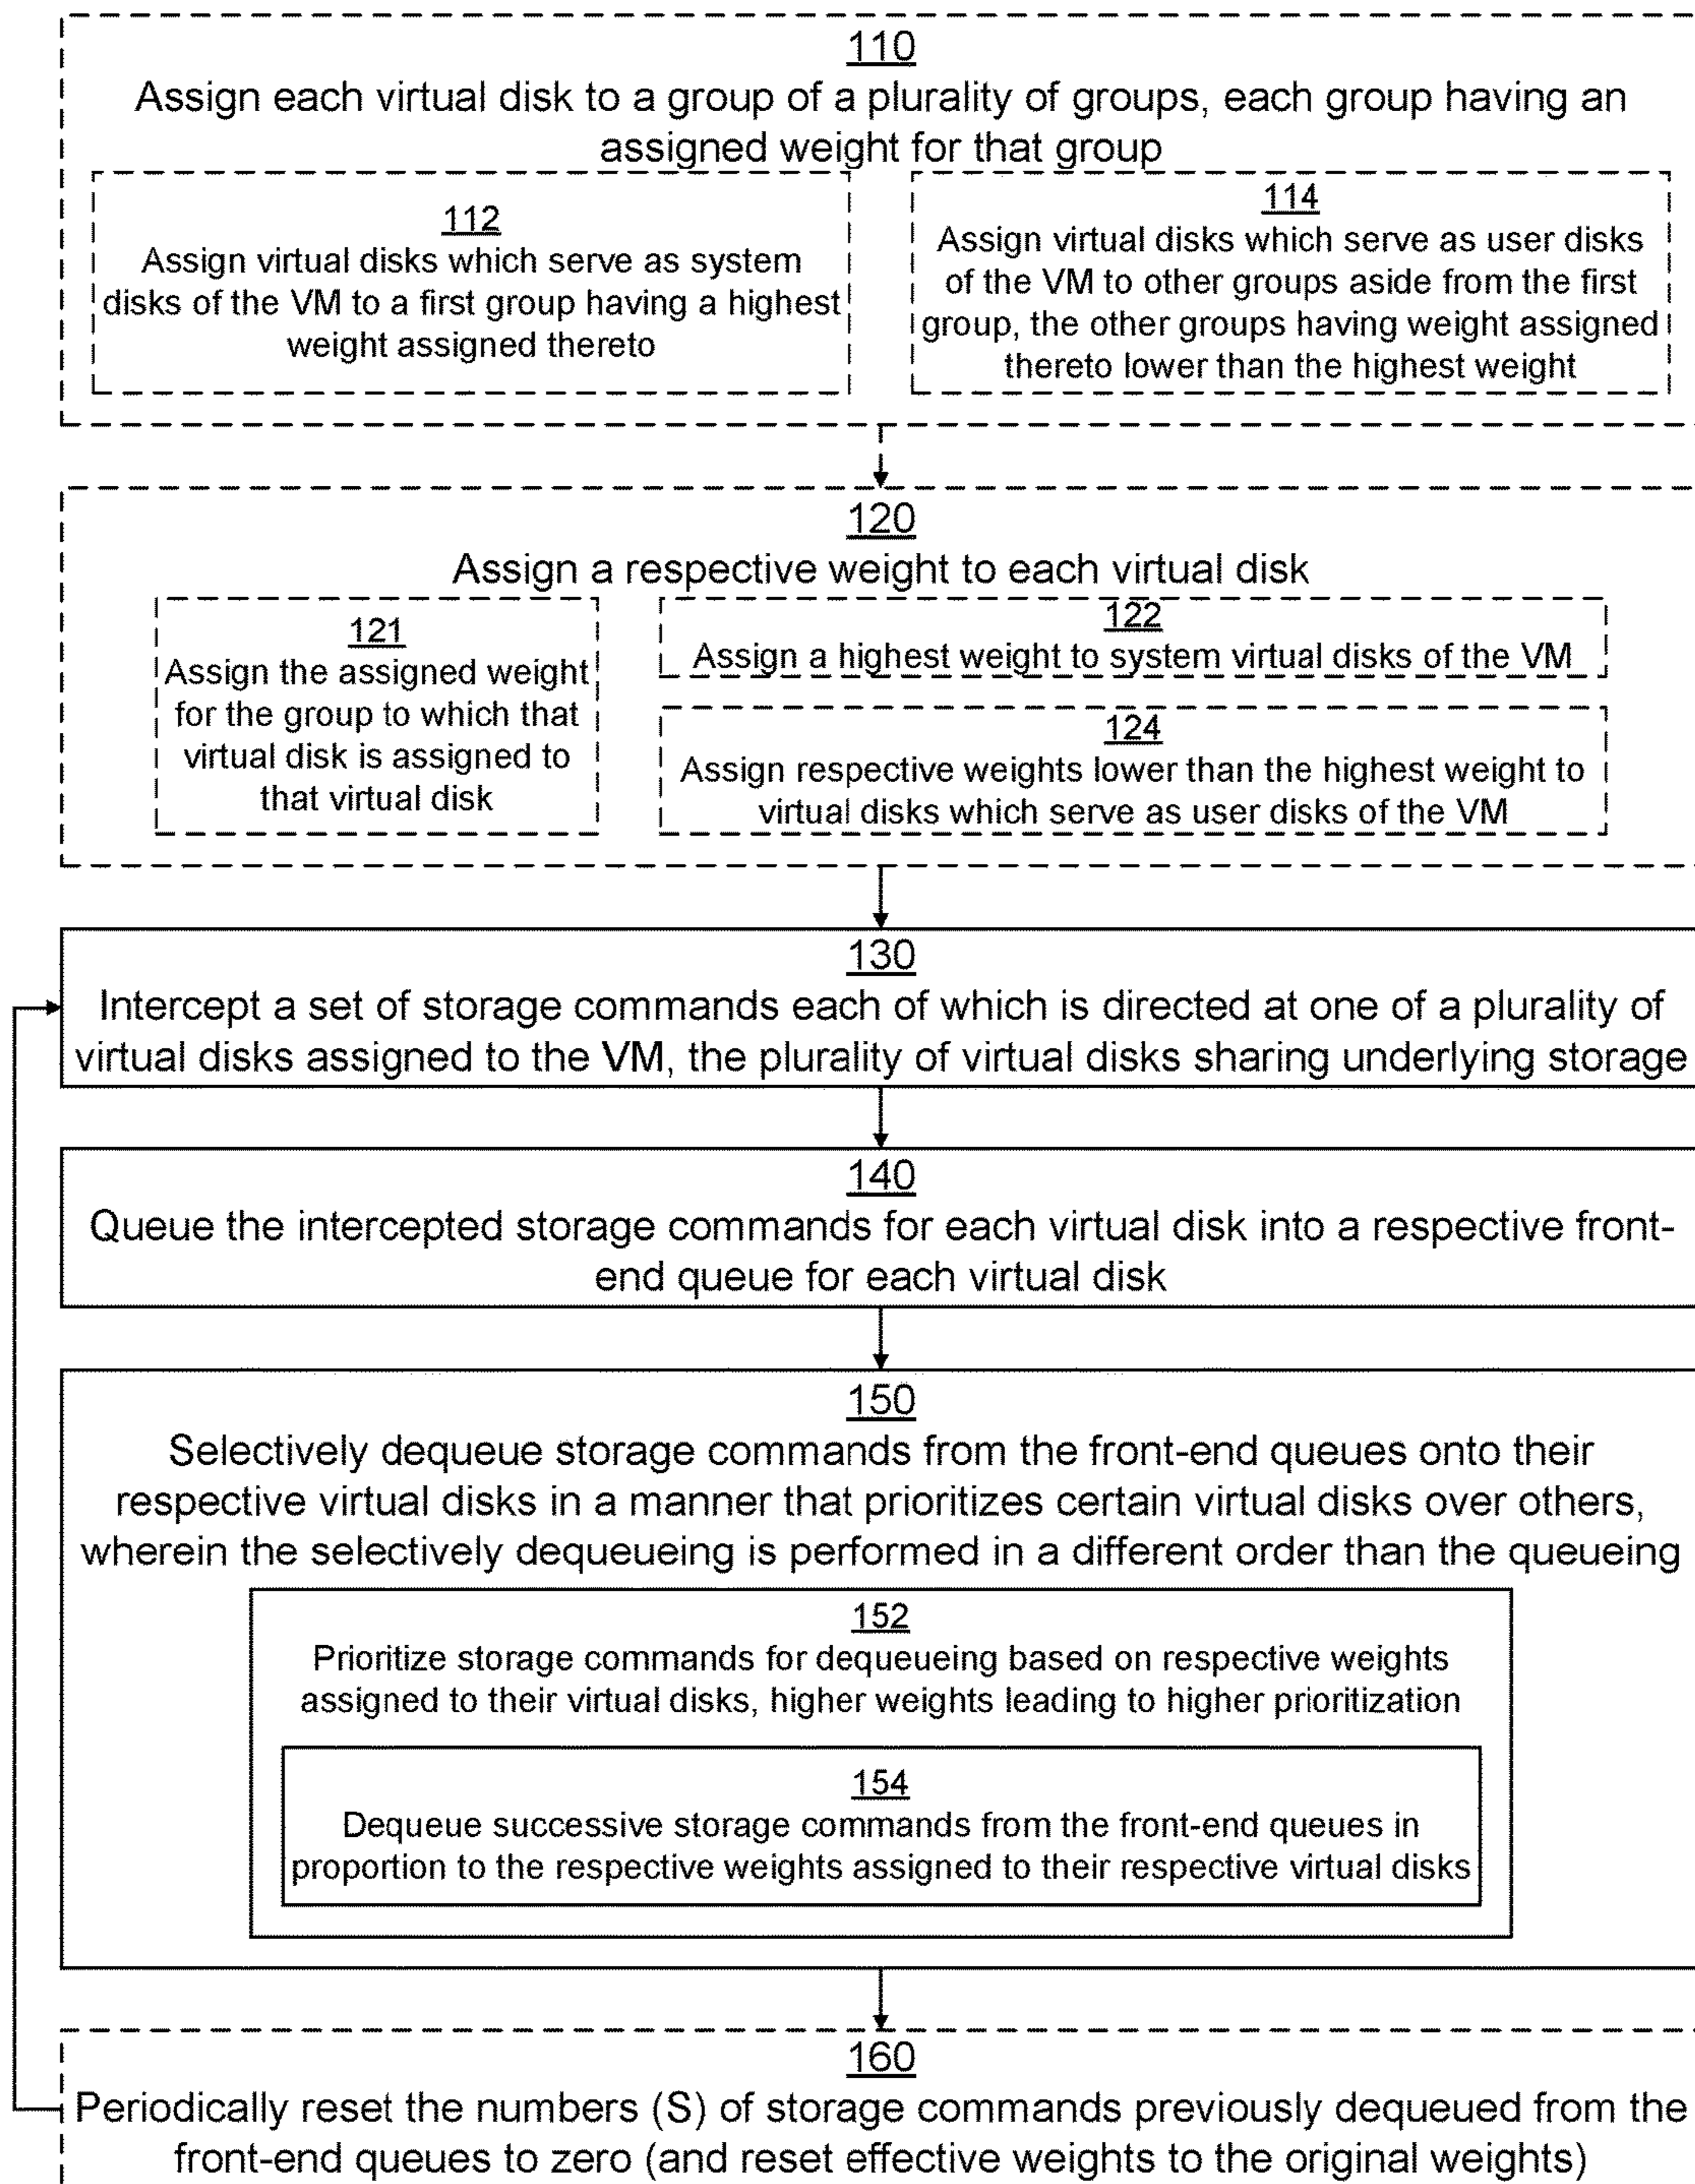 110
Assign each virtual disk to a group of a plurality of groups, each group having an
assigned weight for that group
112
Assign virtual disks which serve as system
disks of the VM to a first group having a highest
weight assigned thereto
114
Assign virtual disks which serve as user disks
of the VM to other groups aside from the first
group, the other groups having weight assigned
thereto lower than the highest weight
120
Assign a respective weight to each virtual disk
121
Assign the assigned weight
for the group to which that
virtual disk is assigned to
that virtual disk
122
Assign a highest weight to system virtual disks of the VM
124
Assign respective weights lower than the highest weight to
virtual disks which serve as user disks of the VM
130
Intercept a set of storage commands each of which is directed at one of a plurality of
virtual disks assigned to the VM, the plurality of virtual disks sharing underlying storage
140
Queue the intercepted storage commands for each virtual disk into a respective front-
end queue for each virtual disk
150
Selectively dequeue storage commands from the front-end queues onto their
respective virtual disks in a manner that prioritizes certain virtual disks over others,
wherein the selectively dequeueing is performed in a different order than the queueing
152
Prioritize storage commands for dequeueing based on respective weights
assigned to their virtual disks, higher weights leading to higher prioritization
154
Dequeue successive storage commands from the front-end queues in
proportion to the respective weights assigned to their respective virtual disks
160
Periodically reset the numbers (S) of storage commands previously dequeued from the
front-end queues to zero (and reset effective weights to the original weights)